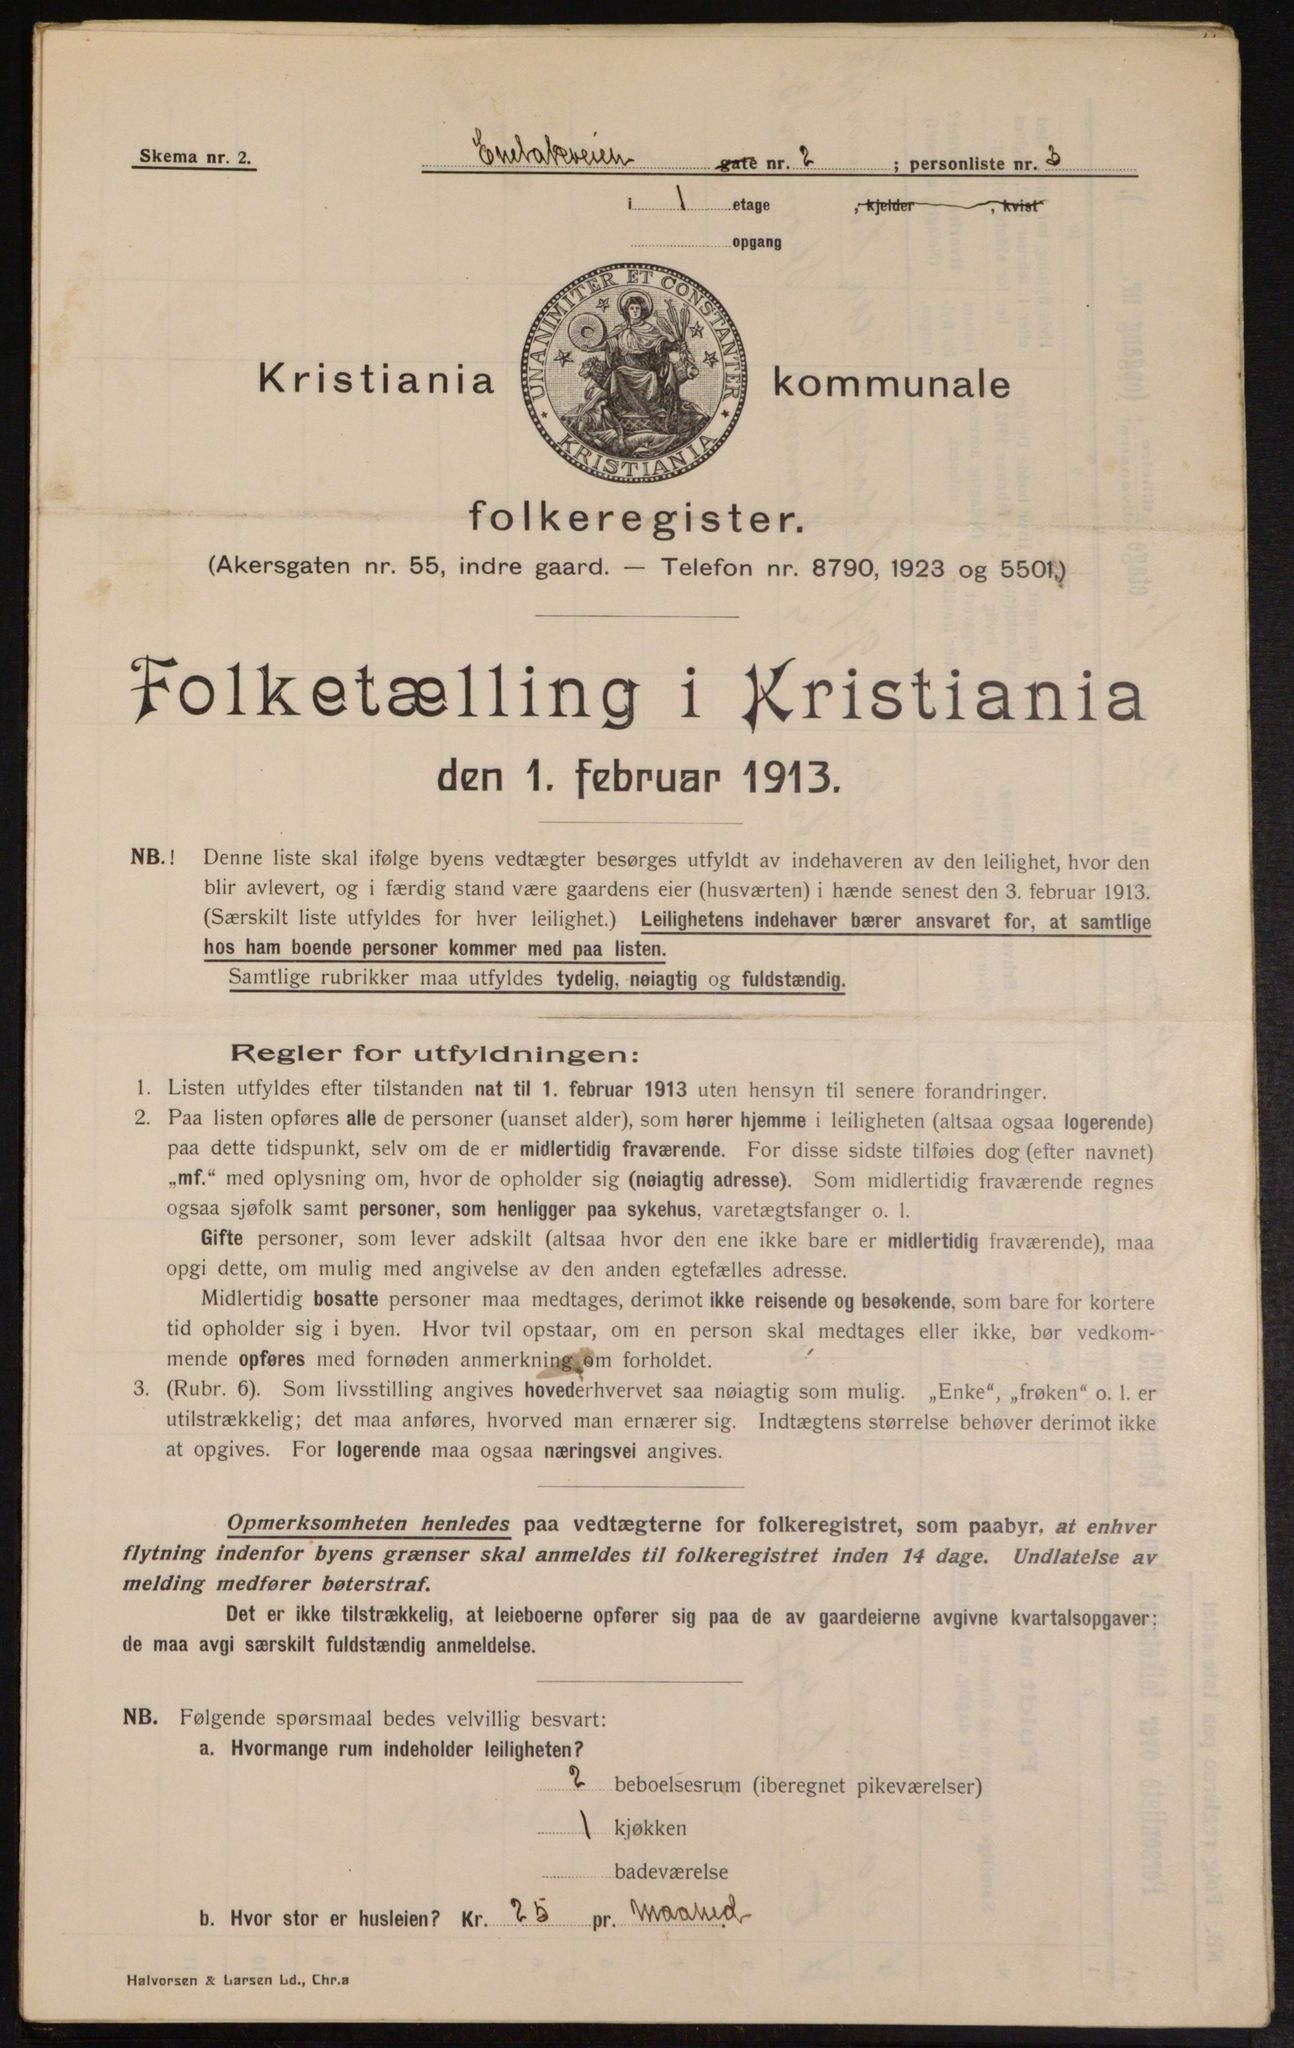 Skema nr. 2.
Enebakveien gate nr. 2 ; personliste nr. 3
i 1 etage , kjelder , kvist
opgang
UNANIMITER ET CONSTANTER
KRISTIANIA
Kristiania kommunale
folkeregister.
(Akersgaten nr. 55, indre gaard. — Telefon nr. 8790, 1923 og 5501.)
Folketælling i Kristiania
den 1. februar 1913.
NB.! Denne liste skal ifølge byens vedtægter besørges utfyldt av indehaveren av den leilighet, hvor den
blir avlevert, og i færdig stand være gaardens eier (husværten) i hænde senest den 3. februar 1913.
(Særskilt liste utfyldes for hver leilighet.) Leilighetens indehaver bærer ansvaret for, at samtlige
hos ham boende personer kommer med paa listen.
Samtlige rubrikker maa utfyldes tydelig, nøiagtig og fuldstændig.
Regler for utfyldningen:
1. Listen utfyldes efter tilstanden nat til 1. februar 1913 uten hensyn til senere forandringer.
2. Paa listen opføres alle de personer (uanset alder), som hører hjemme i leiligheten (altsaa ogsaa logerende)
paa dette tidspunkt, selv om de er midlertidig fraværende. For disse sidste tilføies dog (efter navnet)
„mf.“ med oplysning om, hvor de opholder sig (nøiagtig adresse). Som midlertidig fraværende regnes
ogsaa sjøfolk samt personer, som henligger paa sykehus, varetægtsfanger o. l.
Gifte personer, som lever adskilt (altsaa hvor den ene ikke bare er midlertidig fraværende), maa
opgi dette, om mulig med angivelse av den anden egtefælles adresse.
Midlertidig bosatte personer maa medtages, derimot ikke reisende og besøkende, som bare for kortere
tid opholder sig i byen. Hvor tvil opstaar, om en person skal medtages eller ikke, bør vedkom-
mende opføres med fornøden anmerkning om forholdet.
3. (Rubr. 6). Som livsstilling angives hovederhvervet saa nøiagtig som mulig. „Enke“, „frøken“ o. l. er
utilstrækkelig; det maa anføres, hvorved man ernærer sig. Indtægtens størrelse behøver derimot ikke
at opgives. For logerende maa ogsaa næringsvei angives.
Opmerksomheten henledes paa vedtægterne for folkeregistret, som paabyr, at enhver
flytning indenfor byens grænser skal anmeldes til folkeregistret inden 14 dage. Undlatelse av
melding medfører bøterstraf.
Det er ikke tilstrækkelig, at leieboerne opfører sig paa de av gaardeierne avgivne kvartalsopgaver;
de maa avgi særskilt fuldstændig anmeldelse.
NB. Følgende spørsmaal bedes velvillig besvart:
a. Hvormange rum indeholder leiligheten?
2 beboelsesrum (iberegnet pikeværelser)
1 kjøkken
badeværelse
b. Hvor stor er husleien? Kr. 25 pr. Maaned
Halvorsen & Larsen Ld., Chr.a